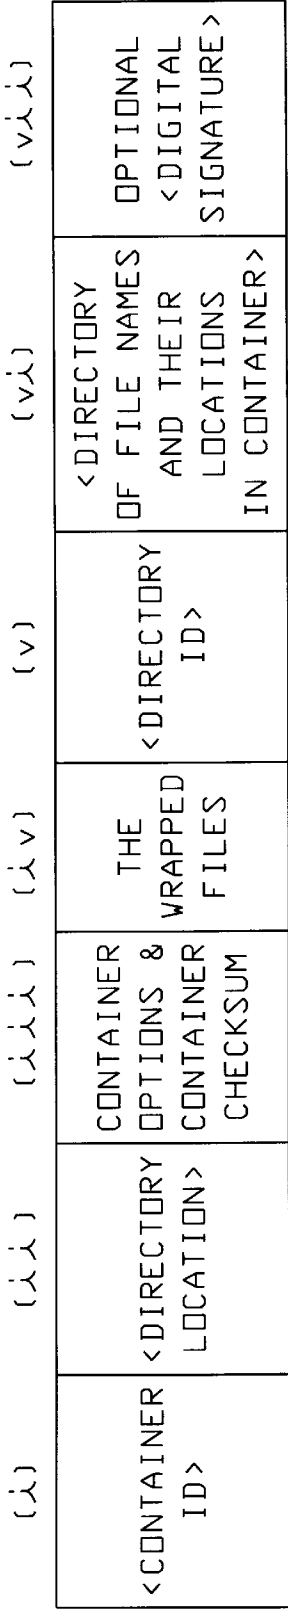 (i)
<CONTAINER
ID>
(ii)
<DIRECTORY
LOCATION>
(iii)
CONTAINER
OPTIONS &
CONTAINER
CHECKSUM
(iv)
THE
WRAPPED
FILES
(v)
<DIRECTORY
ID>
(vi)
<DIRECTORY
OF FILE NAMES
AND THEIR
LOCATIONS
IN CONTAINER>
(vii)
OPTIONAL
<DIGITAL
SIGNATURE>